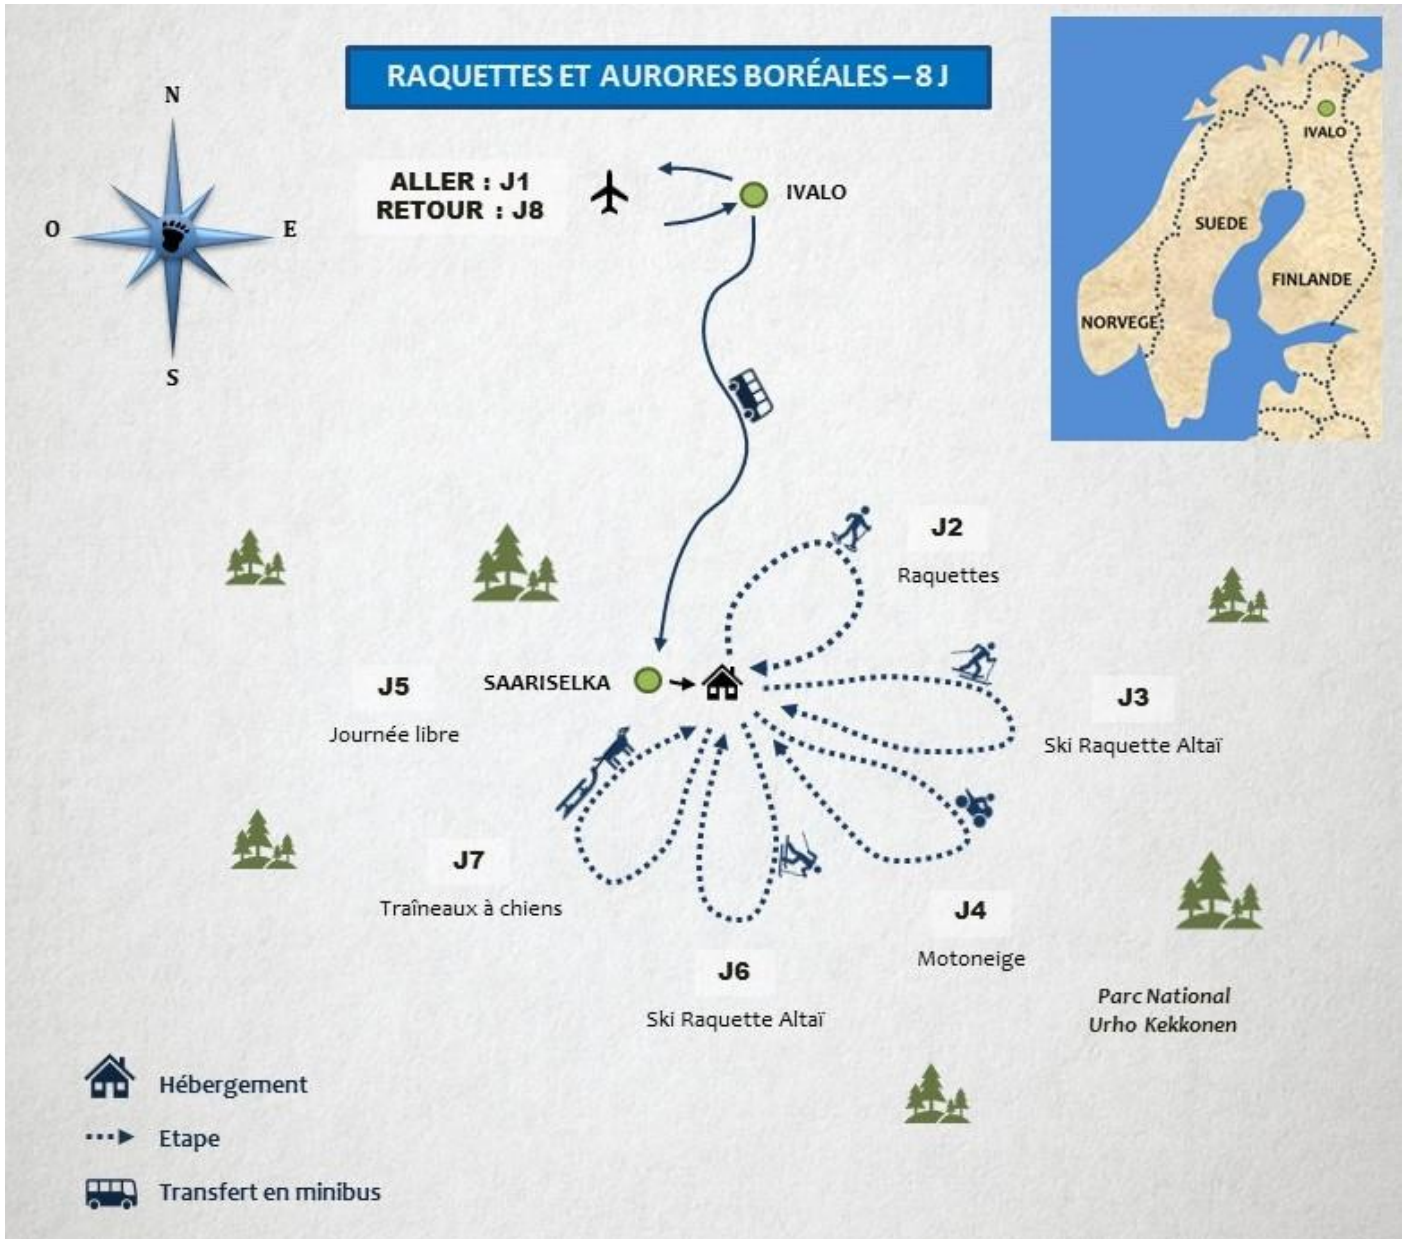 RAQUETTES ET AURORES BORÉALES – 8 J
N
O
E
S
ALLER : J1
RETOUR : J8
IVALO
IVALO
SUEDE
FINLANDE
NORVEGE
J2
Raquettes
SAARISELKA
J5
Journée libre
J3
Ski Raquette Altaï
J7
Traîneaux à chiens
J4
Motoneige
J6
Ski Raquette Altaï
Parc National
Urho Kekkonen
Hébergement
Etape
Transfert en minibus